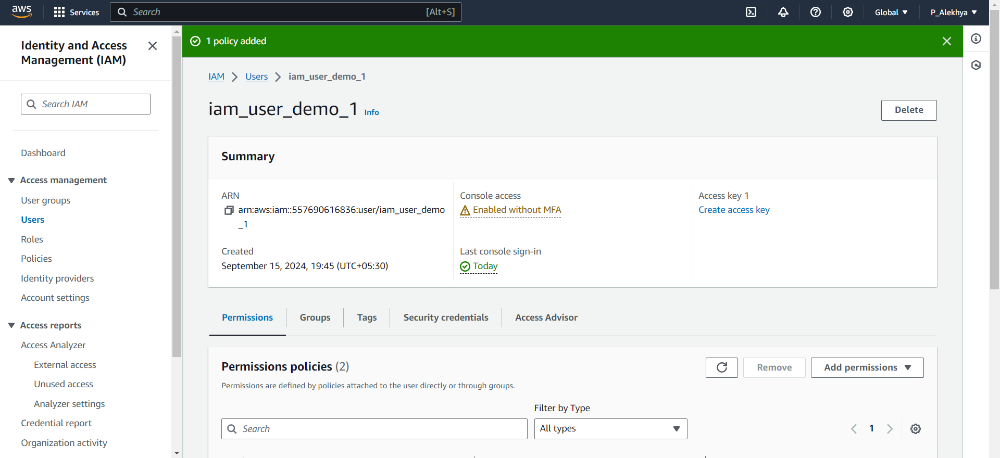 aws Services Search [Alt+S] Global P_Alekhya
Identity and Access
Management (IAM)
Search IAM
Dashboard
Access management
User groups
Users
Roles
Policies
Identity providers
Account settings
Access reports
Access Analyzer
External access
Unused access
Analyzer settings
Credential report
Organization activity
1 policy added
IAM Users iam_user_demo_1
iam_user_demo_1 Info
Delete
Summary
ARN
arn:aws:iam::557690616836:user/iam_user_demo
_1
Created
September 15, 2024, 19:45 (UTC+05:30)
Console access
Enabled without MFA
Last console sign-in
Today
Access key 1
Create access key
Permissions Groups Tags Security credentials Access Advisor
Permissions policies (2)
Remove Add permissions
Permissions are defined by policies attached to the user directly or through groups.
Filter by Type
Search All types 1